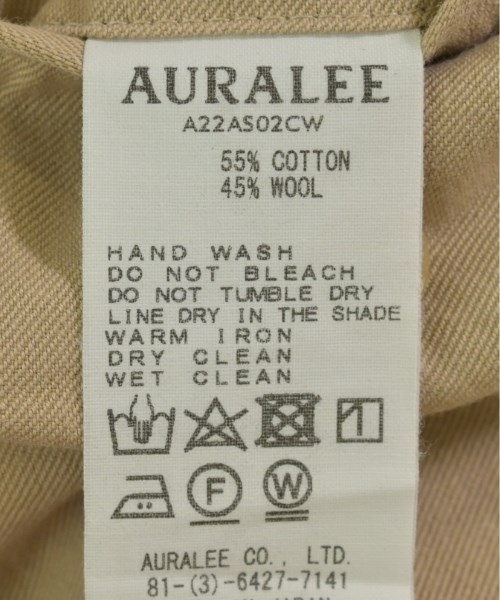 AURALEE
A22AS02CW
55% COTTON
45% WOOL
HAND WASH
DO NOT BLEACH
DO NOT TUMBLE DRY
LINE DRY IN THE SHADE
WARM IRON
DRY CLEAN
WET CLEAN
F W
AURALEE CO., LTD.
81-(3)-6427-7141
JAPAN